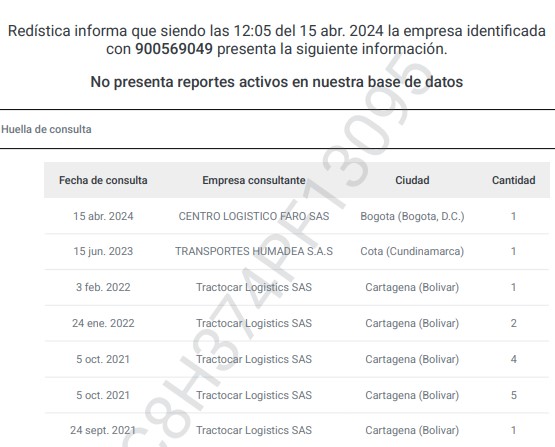 Redística informa que siendo las 12:05 del 15 abr. 2024 la empresa identificada
con 900569049 presenta la siguiente información.
No presenta reportes activos en nuestra base de datos
Huella de consulta
Fecha de consulta Empresa consultante Ciudad Cantidad
15 abr. 2024 CENTRO LOGISTICO FARO SAS Bogota (Bogota, D.C.) 1
15 jun. 2023 TRANSPORTES HUMADEA S.A.S Cota (Cundinamarca) 1
3 feb. 2022 Tractocar Logistics SAS Cartagena (Bolivar) 1
24 ene. 2022 Tractocar Logistics SAS Cartagena (Bolivar) 2
5 oct. 2021 Tractocar Logistics SAS Cartagena (Bolivar) 4
5 oct. 2021 Tractocar Logistics SAS Cartagena (Bolivar) 5
24 sept. 2021 Tractocar Logistics SAS Cartagena (Bolivar) 1